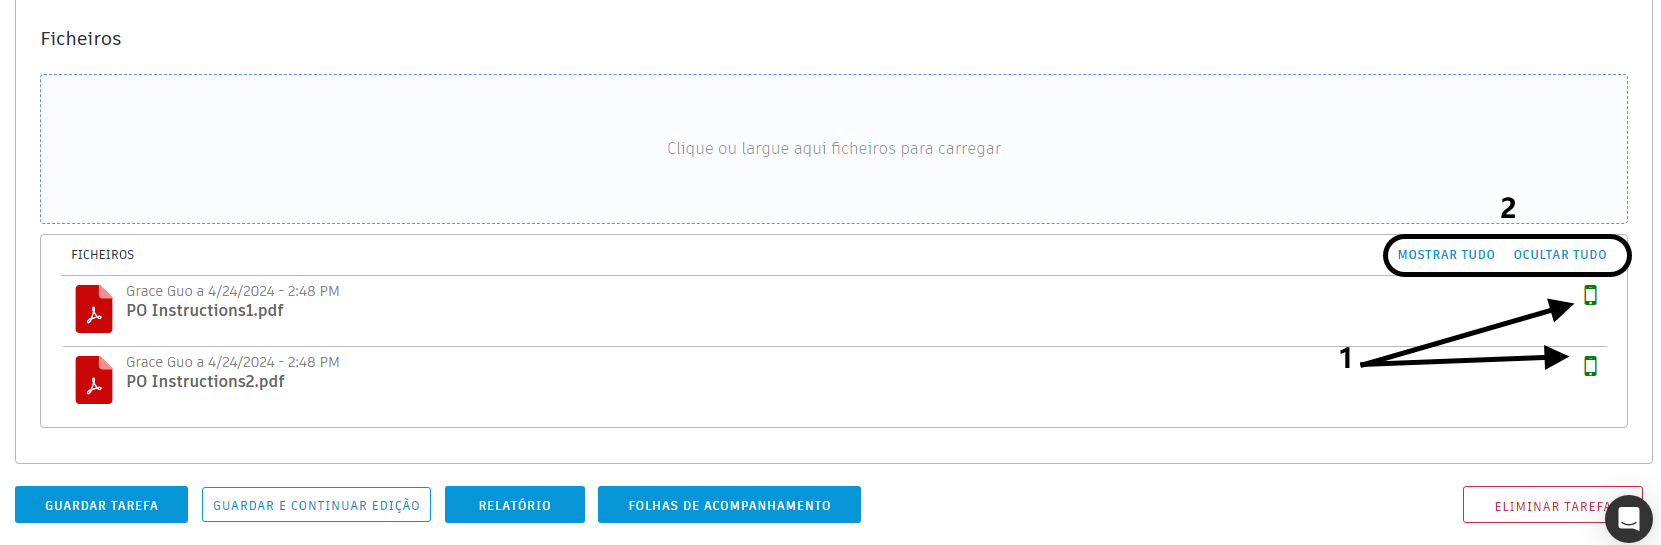 Ficheiros
Clique ou largue aqui ficheiros para carregar
2
FICHEIROS
MOSTRAR TUDO OCULTAR TUDO
Grace Guo a 4/24/2024 - 2:48 PM
PO Instructions1.pdf
1
Grace Guo a 4/24/2024 - 2:48 PM
PO Instructions2.pdf
GUARDAR TAREFA GUARDAR E CONTINUAR EDIÇÃO RELATÓRIO FOLHAS DE ACOMPANHAMENTO ELIMINAR TAREFA